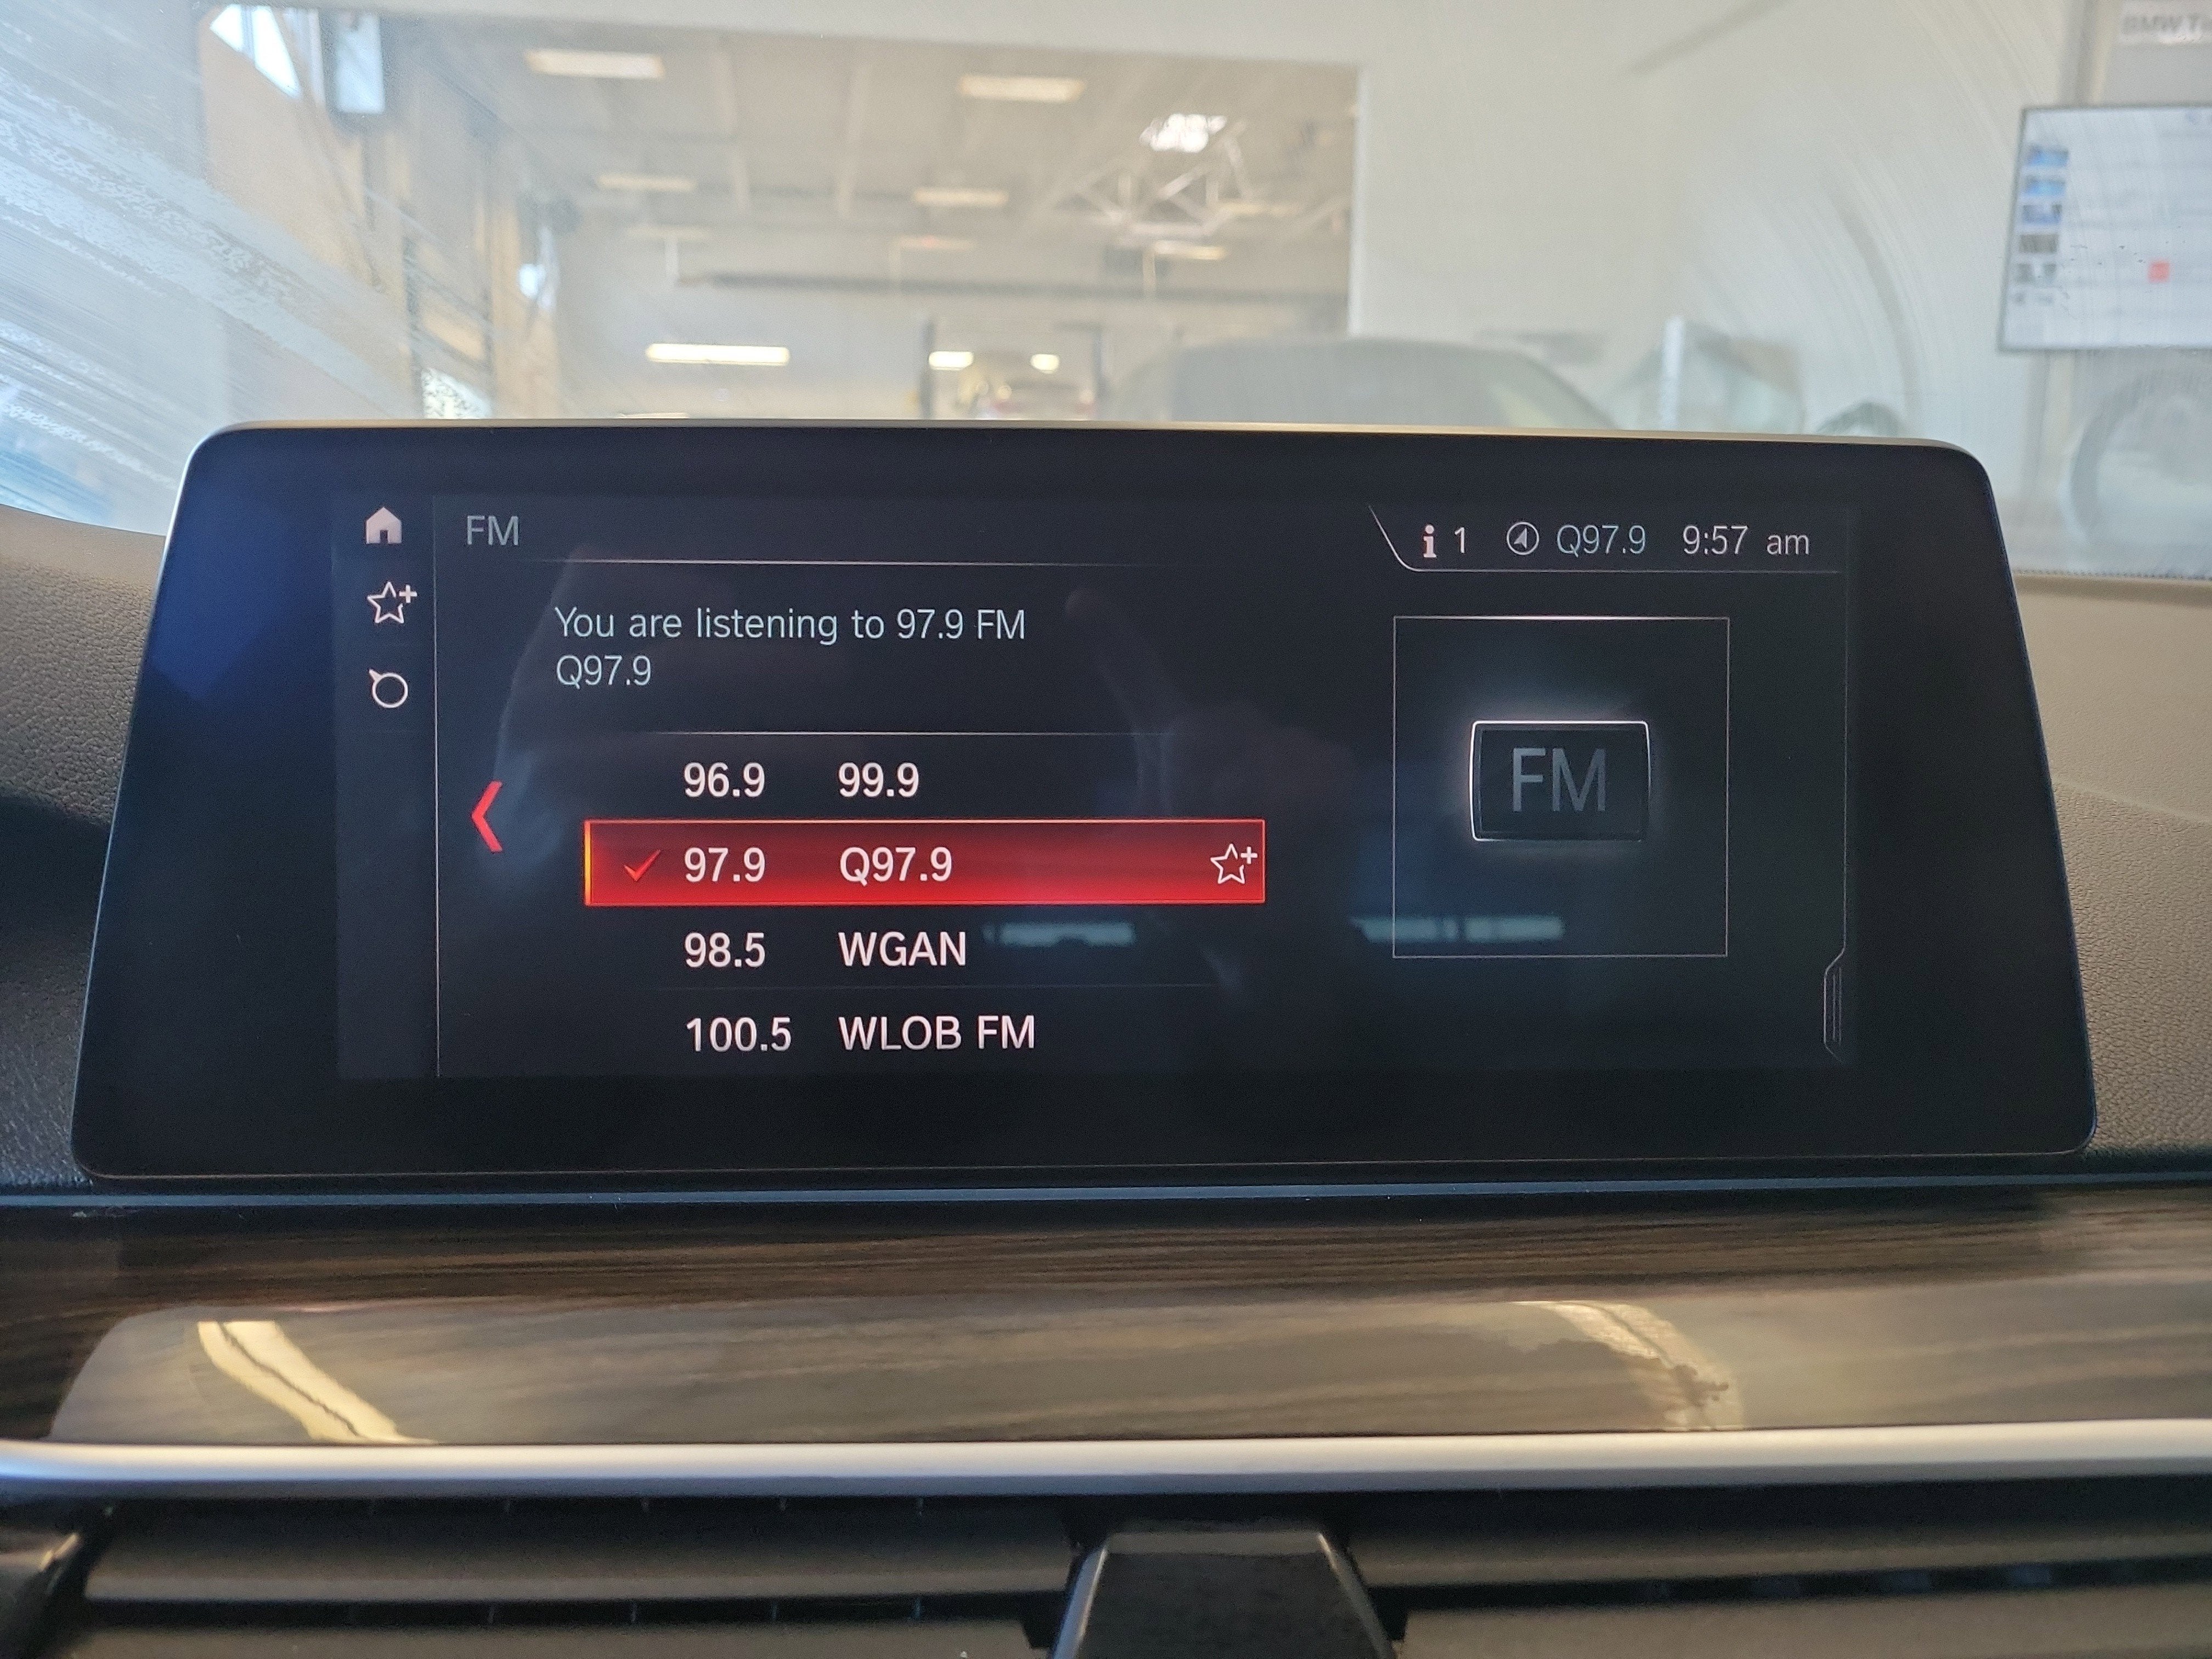 BMW
FM
1 Q97.9 9:57 am
You are listening to 97.9 FM
Q97.9
96.9 99.9
97.9 Q97.9
98.5 WGAN
100.5 WLOB FM
FM